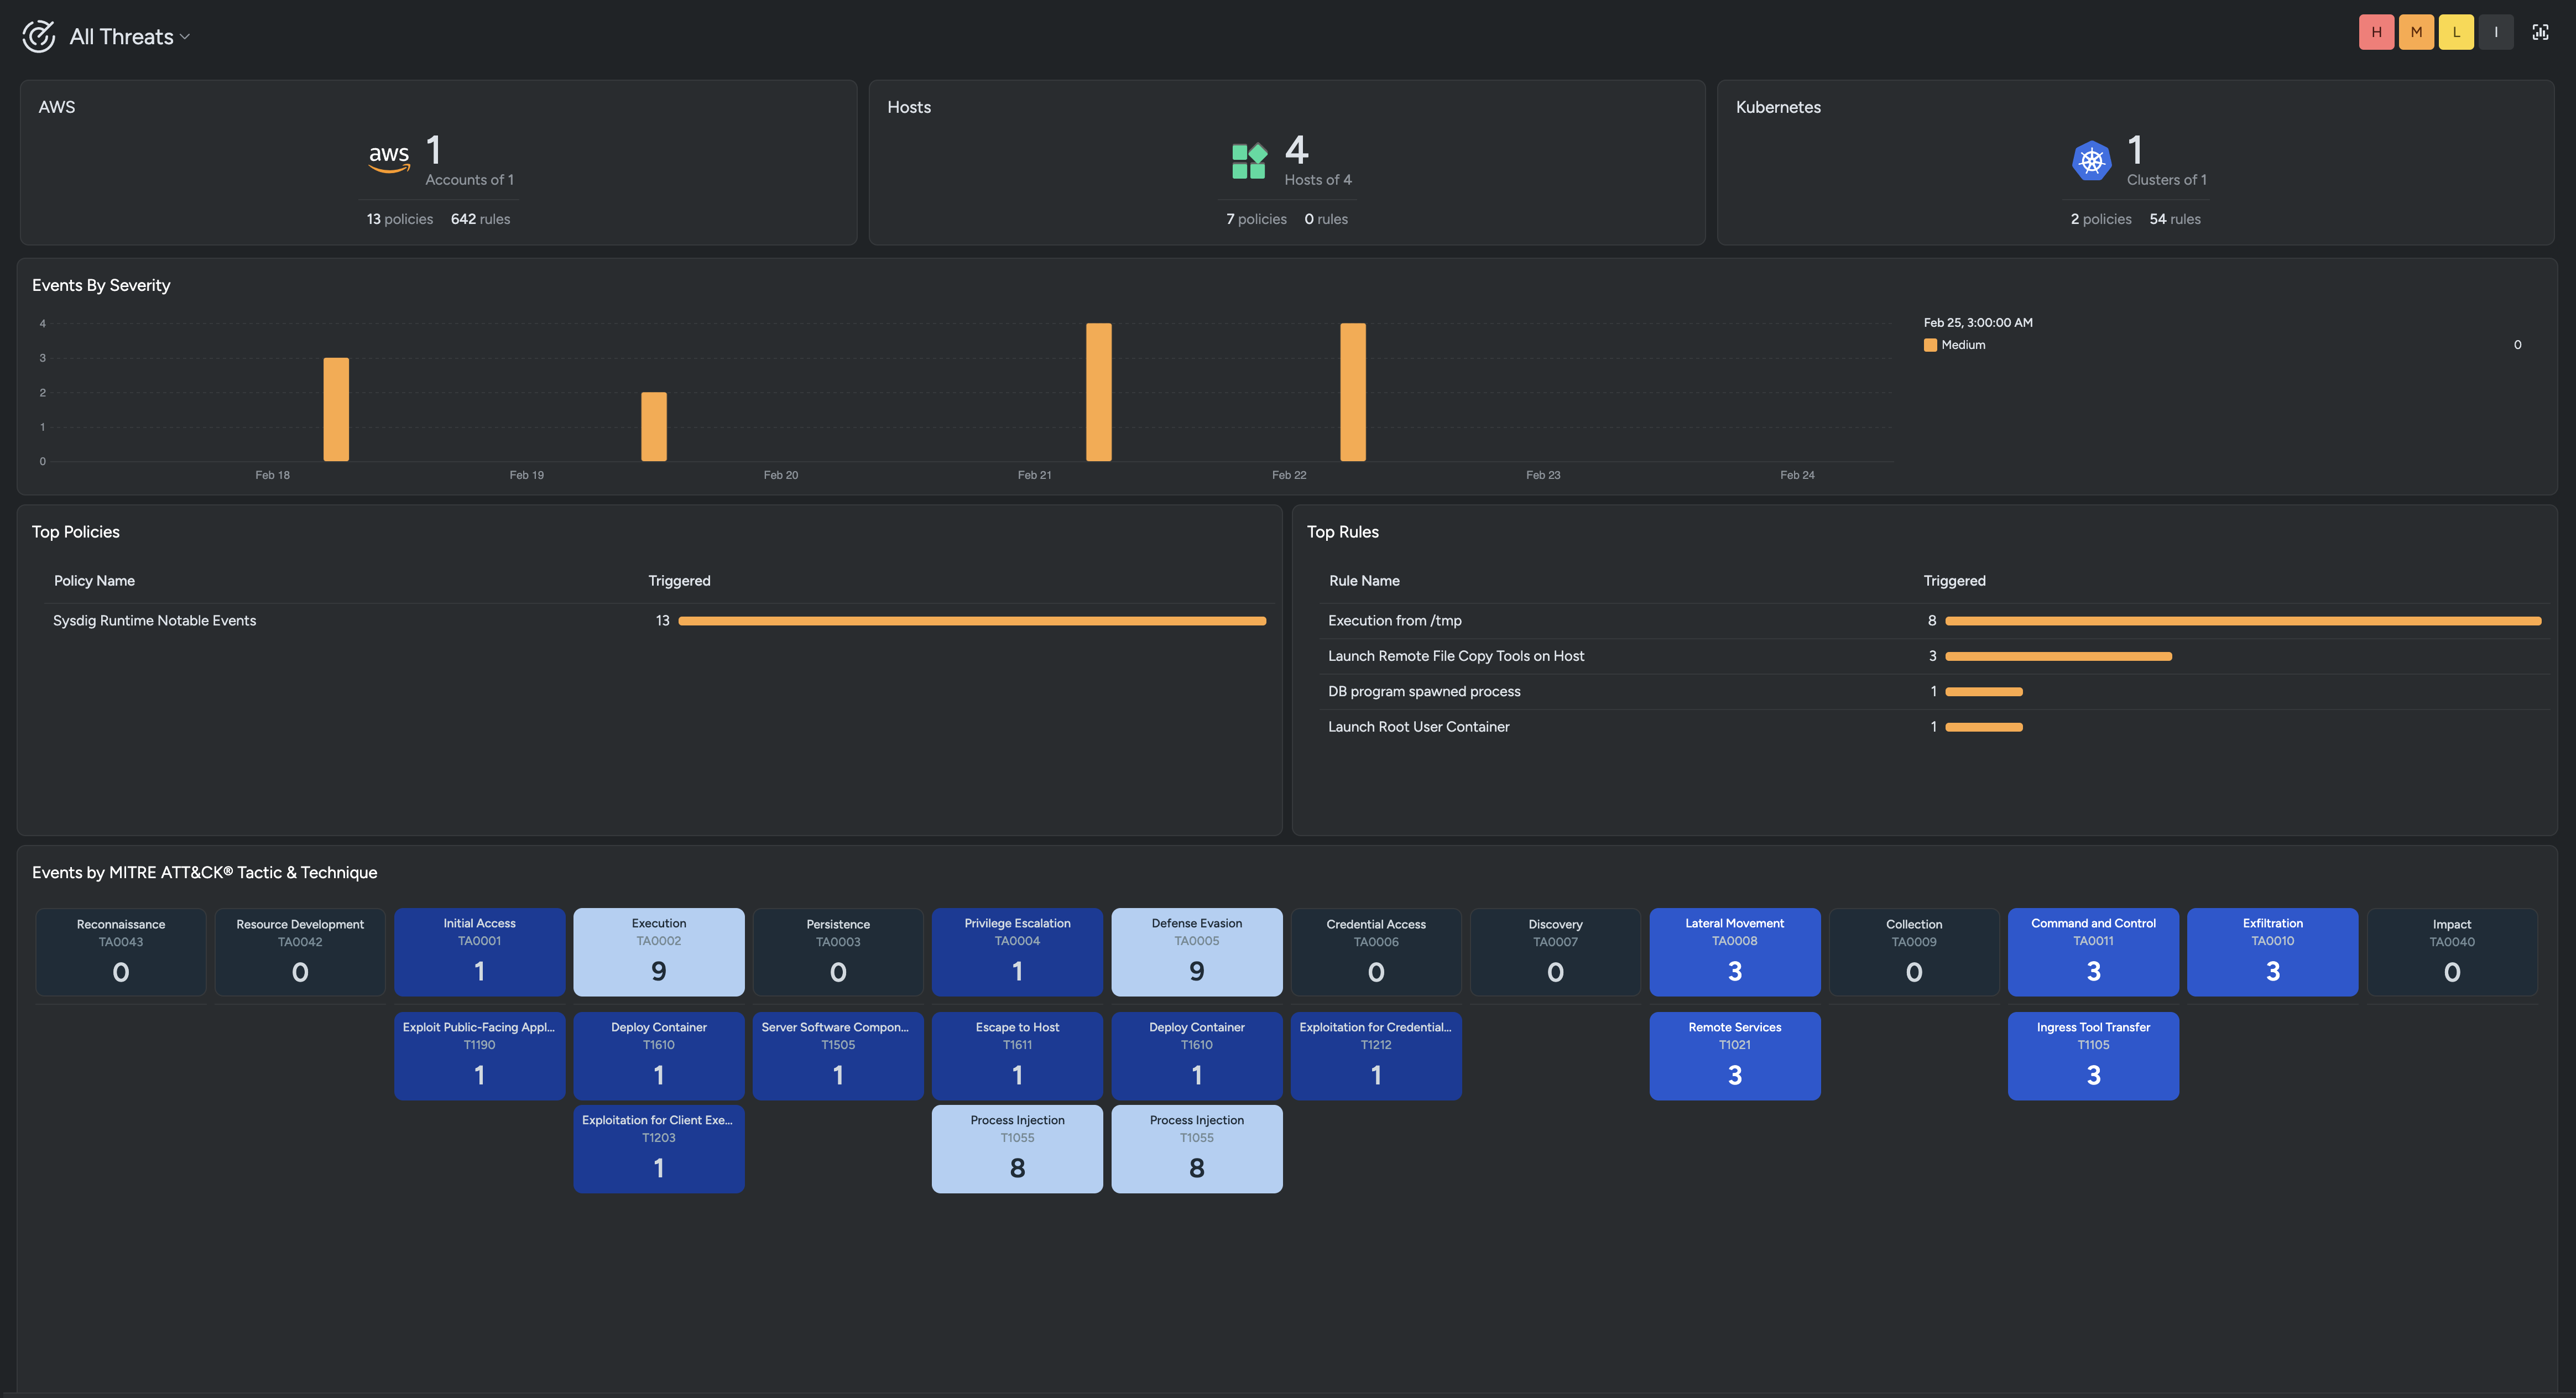 All Threats
H M L I
AWS
aws
1
Accounts of 1
13 policies 642 rules
Hosts
4
Hosts of 4
7 policies 0 rules
Kubernetes
1
Clusters of 1
2 policies 54 rules
Events By Severity
4
3
2
1
0
Feb 18 Feb 19 Feb 20 Feb 21 Feb 22 Feb 23 Feb 24
Feb 25, 3:00:00 AM
Medium 0
Top Policies
Policy Name Triggered
Sysdig Runtime Notable Events 13
Top Rules
Rule Name Triggered
Execution from /tmp 8
Launch Remote File Copy Tools on Host 3
DB program spawned process 1
Launch Root User Container 1
Events by MITRE ATT&CK® Tactic & Technique
Reconnaissance
TA0043
0
Resource Development
TA0042
0
Initial Access
TA0001
1
Execution
TA0002
9
Persistence
TA0003
0
Privilege Escalation
TA0004
1
Defense Evasion
TA0005
9
Credential Access
TA0006
0
Discovery
TA0007
0
Lateral Movement
TA0008
3
Collection
TA0009
0
Command and Control
TA0011
3
Exfiltration
TA0010
3
Impact
TA0040
0
Exploit Public-Facing Appl...
T1190
1
Deploy Container
T1610
1
Server Software Compon...
T1505
1
Escape to Host
T1611
1
Deploy Container
T1610
1
Exploitation for Credential...
T1212
1
Remote Services
T1021
3
Ingress Tool Transfer
T1105
3
Exploitation for Client Exe...
T1203
1
Process Injection
T1055
8
Process Injection
T1055
8